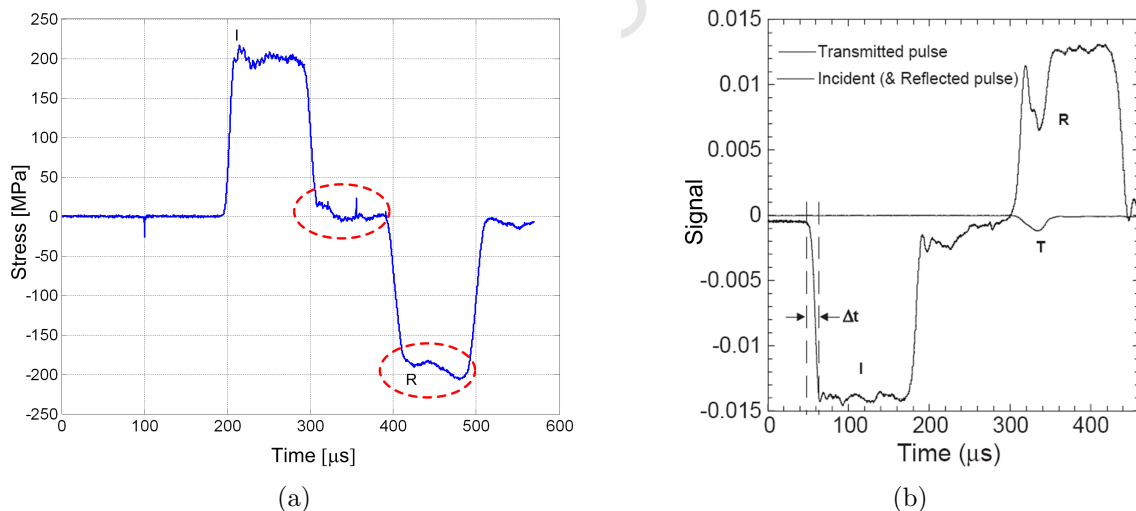 250
200
150
100
50
0
-50
-100
-150
-200
-250
0 100 200 300 400 500 600
Stress [MPa]
Time [μs]
I
R
(a)
0.015
0.01
0.005
0
-0.005
-0.01
-0.015
0 100 200 300 400
Signal
Time (μs)
Transmitted pulse
Incident (& Reflected pulse)
R
T
Δt
I
(b)